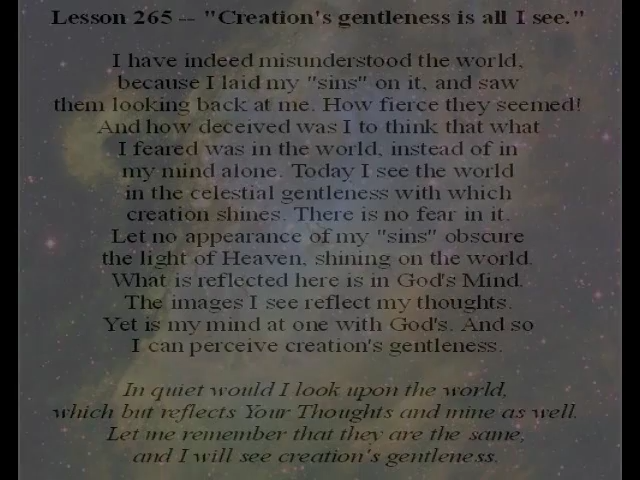 Lesson 265 -- "Creation's gentleness is all I see."
I have indeed misunderstood the world,
because I laid my "sins" on it, and saw
them looking back at me. How fierce they seemed!
And how deceived was I to think that what
I feared was in the world, instead of in
my mind alone. Today I see the world
in the celestial gentleness with which
creation shines. There is no fear in it.
Let no appearance of my "sins" obscure
the light of Heaven, shining on the world.
What is reflected here is in God's Mind.
The images I see reflect my thoughts.
Yet is my mind at one with God's. And so
I can perceive creation's gentleness.
In quiet would I look upon the world,
which but reflects Your Thoughts and mine as well.
Let me remember that they are the same,
and I will see creation's gentleness.